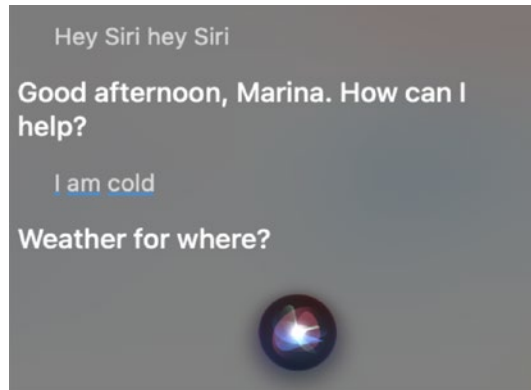 Hey Siri hey Siri
Good afternoon, Marina. How can I
help?
I am cold
Weather for where?